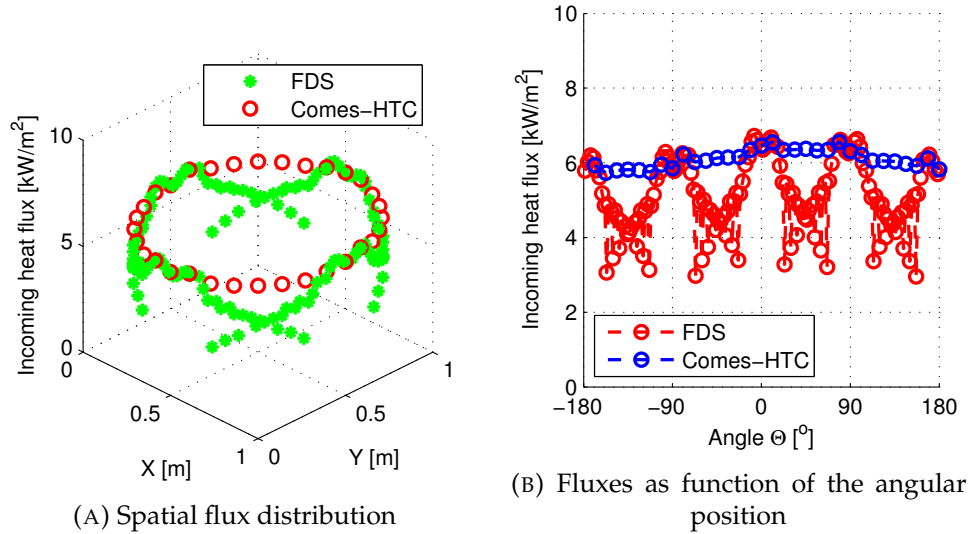 FDS
Comes−HTC
Incoming heat flux [kW/m²]
10
5
0
0
0.5
1
0
0.5
1
X [m]
Y [m]
(A) Spatial flux distribution
Incoming heat flux [kW/m²]
10
8
6
4
2
0
−180
−90
0
90
180
FDS
Comes−HTC
Angle Θ [º]
(B) Fluxes as function of the angular
position